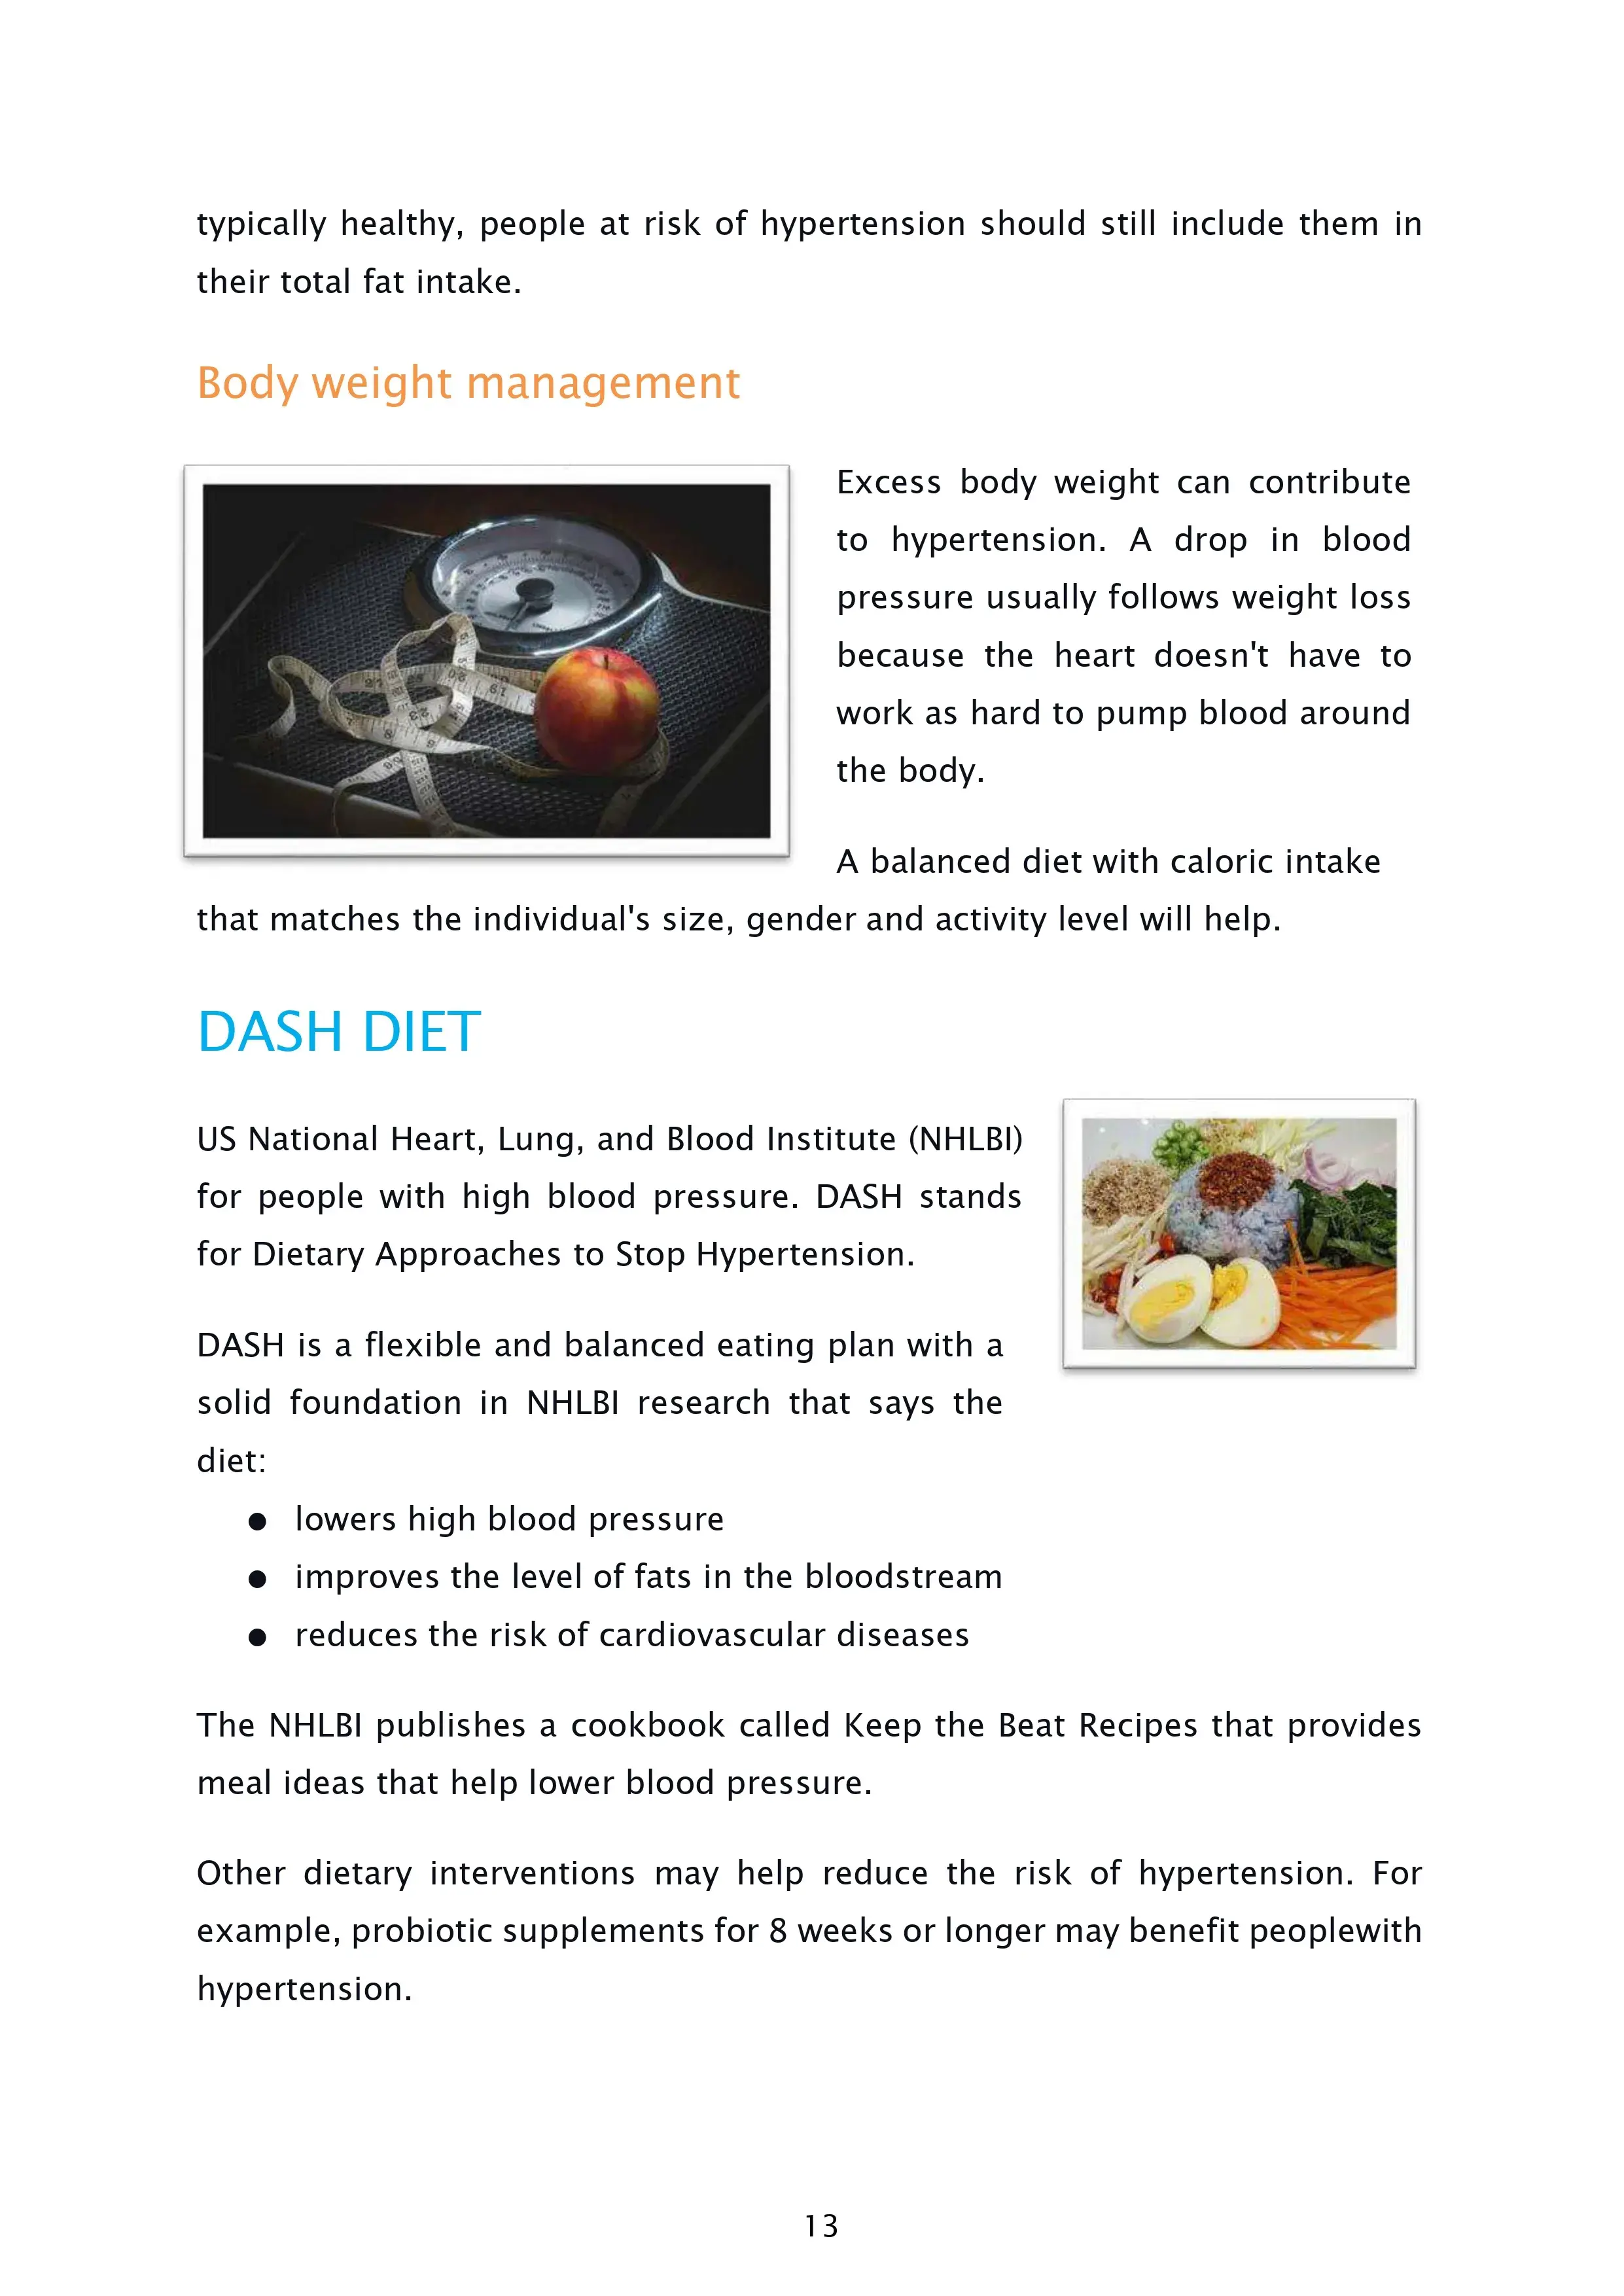 typically healthy, people at risk of hypertension should still include them in
their total fat intake.
Body weight management
Excess body weight can contribute
to hypertension. A drop in blood
pressure usually follows weight loss
because the heart doesn't have to
work as hard to pump blood around
the body.
A balanced diet with caloric intake
that matches the individual's size, gender and activity level will help.
DASH DIET
US National Heart, Lung, and Blood Institute (NHLBI)
for people with high blood pressure. DASH stands
for Dietary Approaches to Stop Hypertension.
DASH is a flexible and balanced eating plan with a
solid foundation in NHLBI research that says the
diet:
● lowers high blood pressure
● improves the level of fats in the bloodstream
● reduces the risk of cardiovascular diseases
The NHLBI publishes a cookbook called Keep the Beat Recipes that provides
meal ideas that help lower blood pressure.
Other dietary interventions may help reduce the risk of hypertension. For
example, probiotic supplements for 8 weeks or longer may benefit peoplewith
hypertension.
13